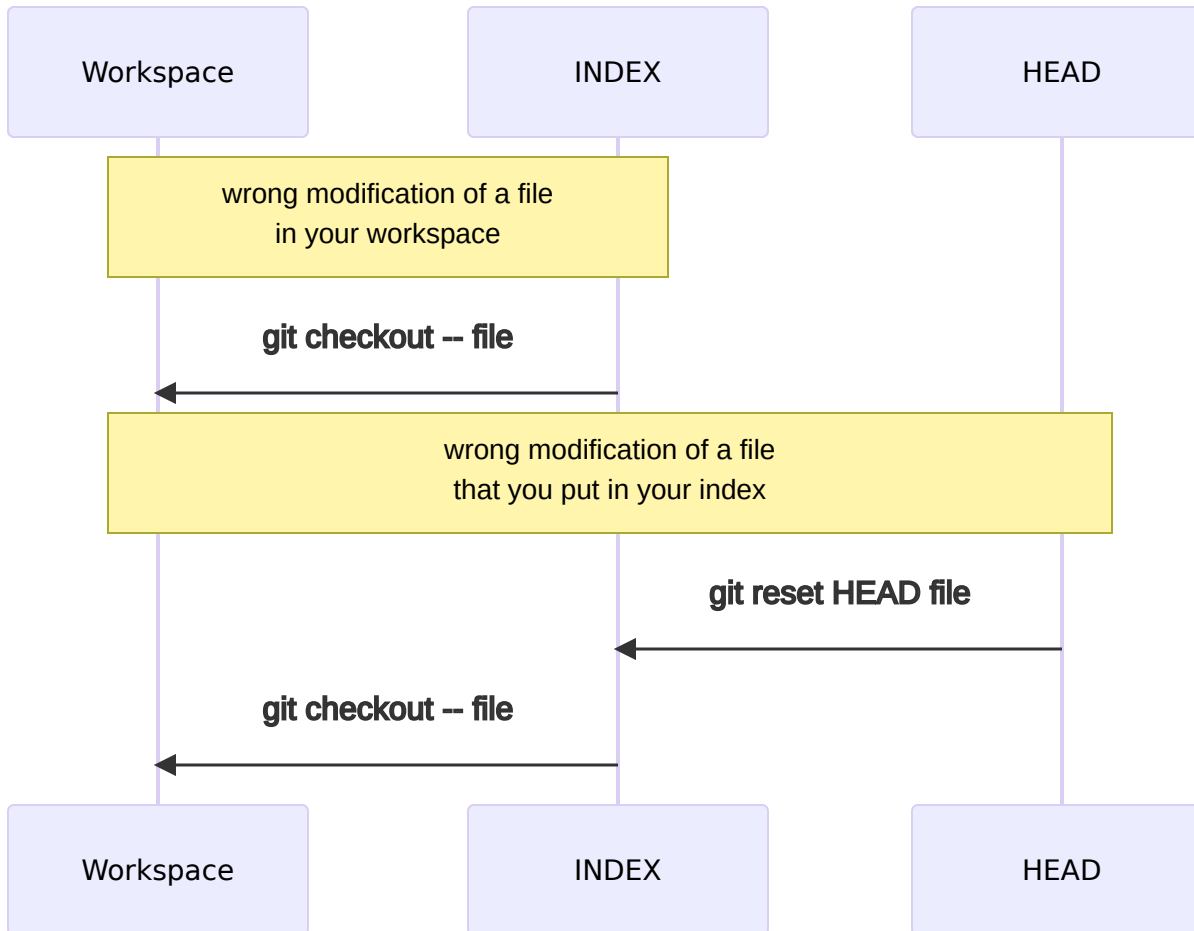 Workspace
INDEX
HEAD
wrong modification of a file
in your workspace
git checkout -- file
wrong modification of a file
that you put in your index
git reset HEAD file
git checkout -- file
Workspace
INDEX
HEAD